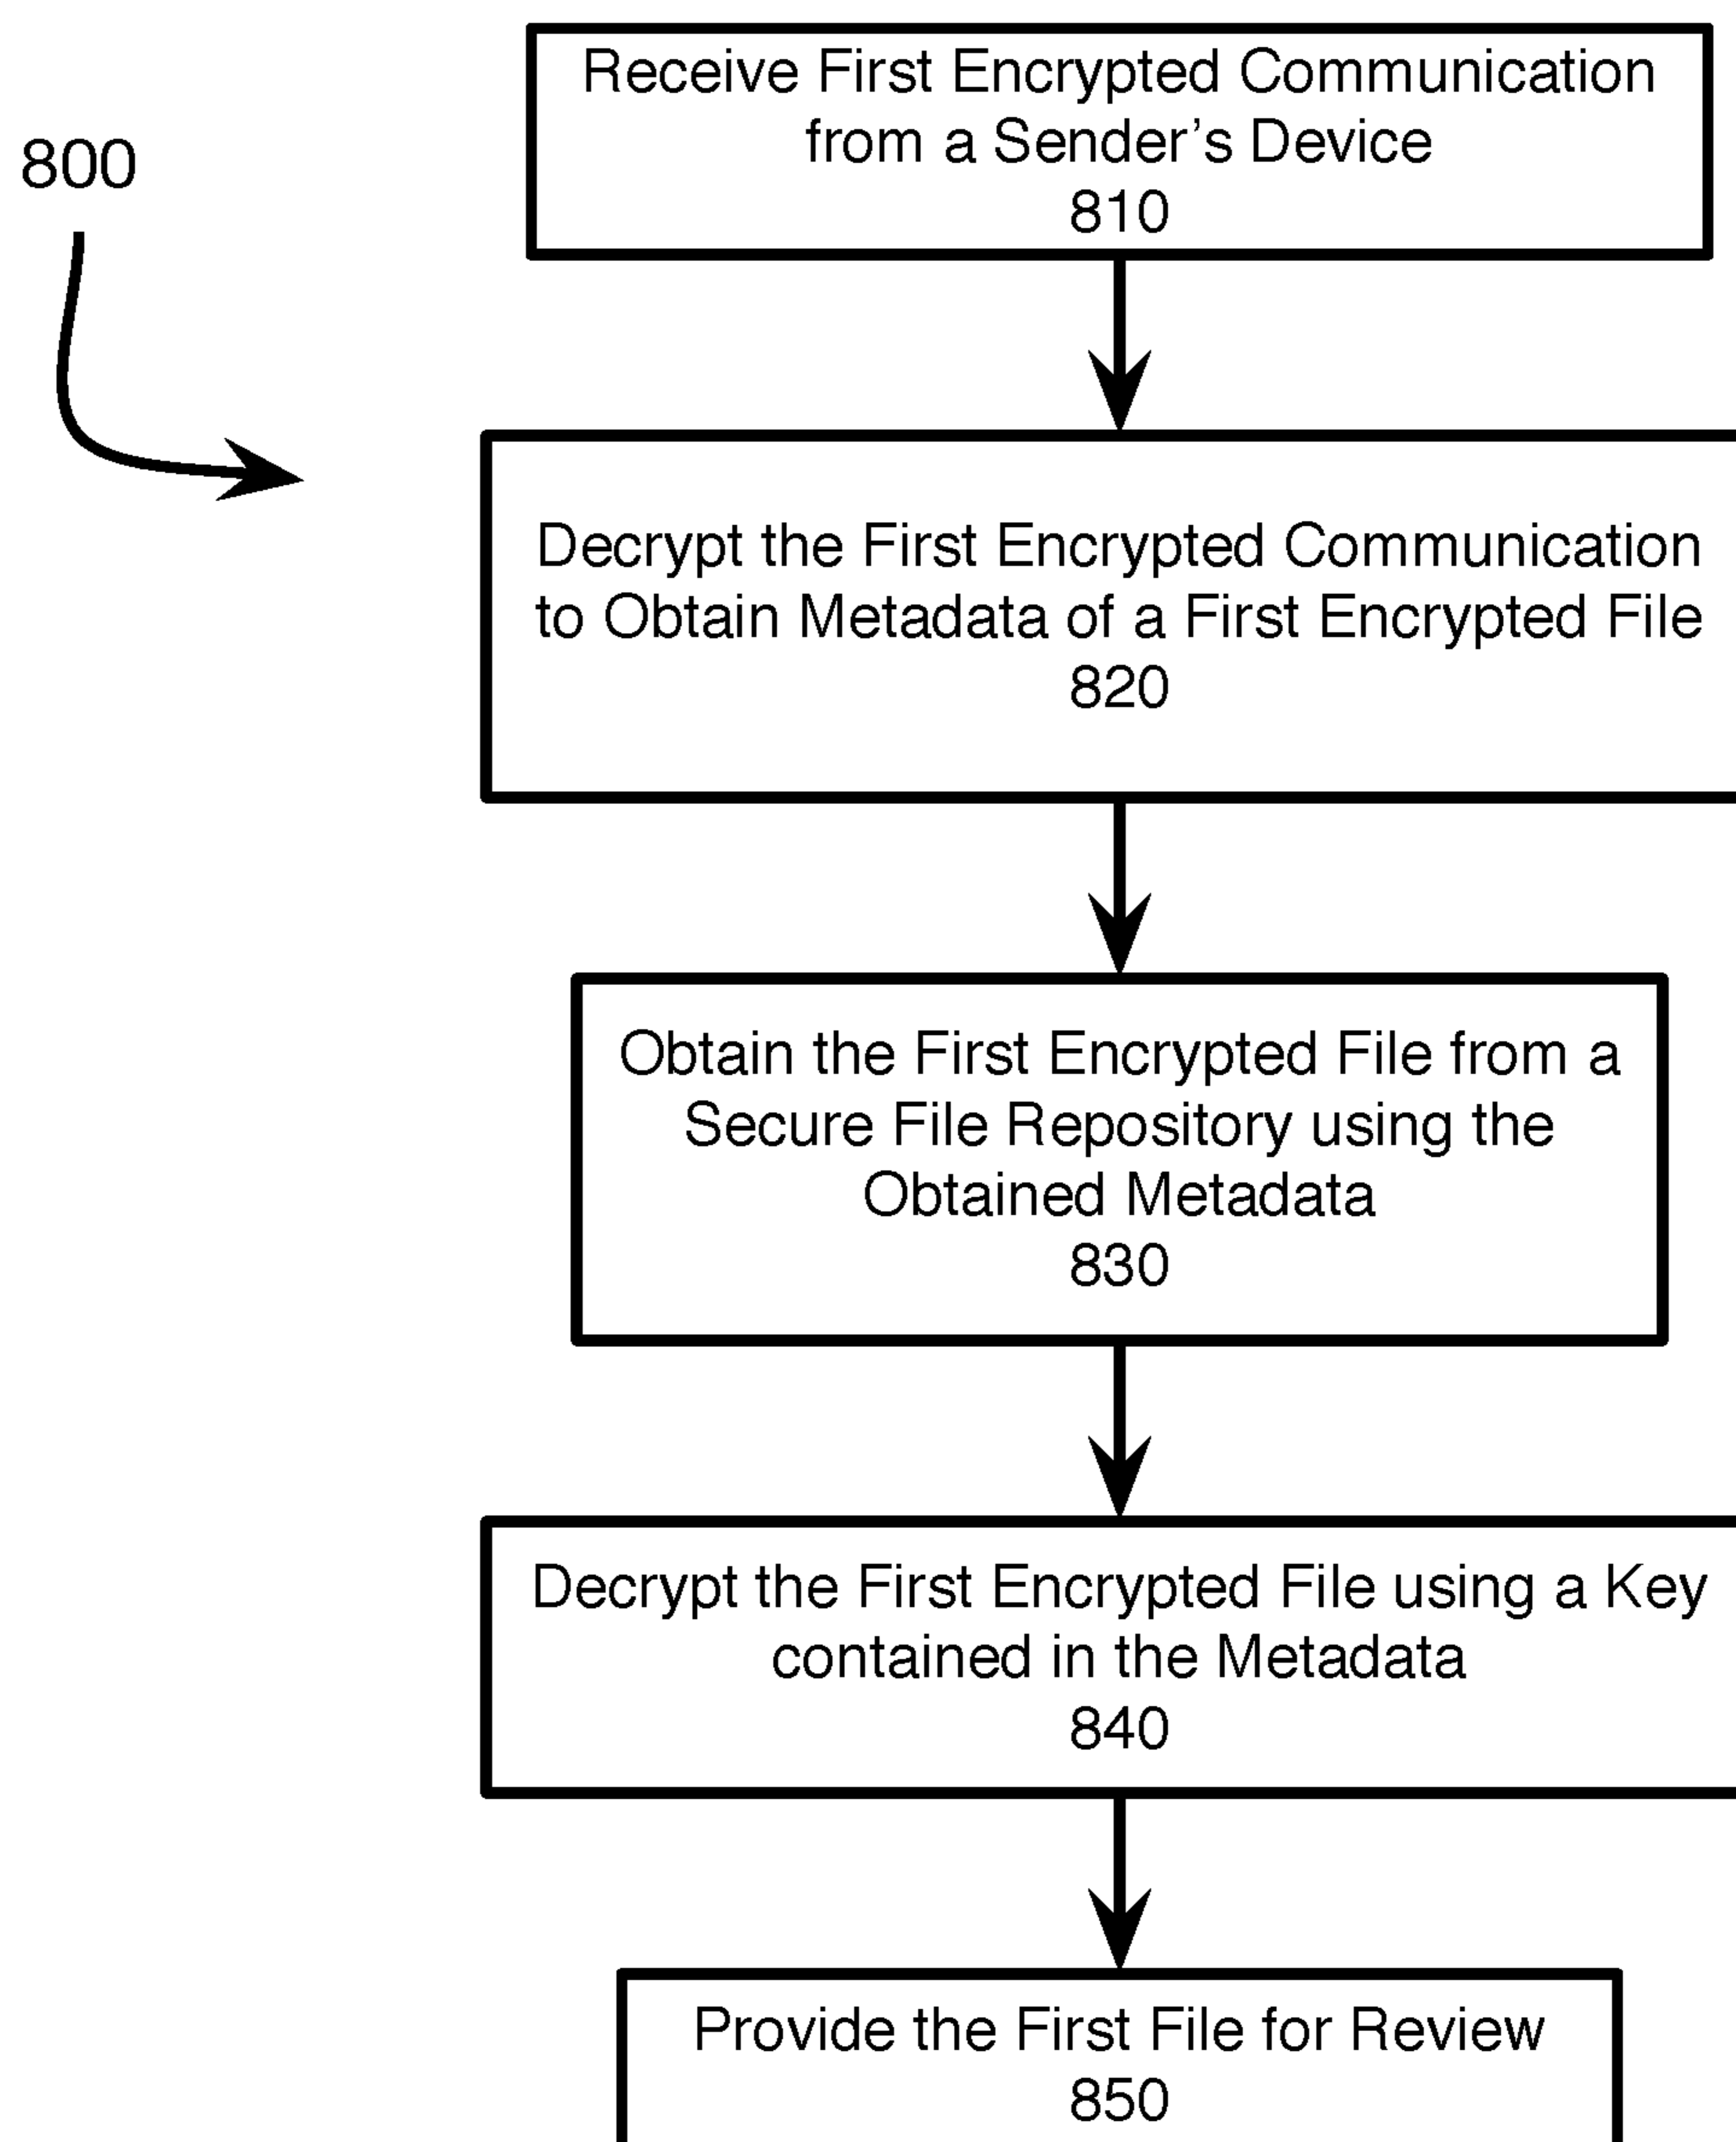 Receive First Encrypted Communication
from a Sender's Device
810
800
Decrypt the First Encrypted Communication
to Obtain Metadata of a First Encrypted File
820
Obtain the First Encrypted File from a
Secure File Repository using the
Obtained Metadata
830
Decrypt the First Encrypted File using a Key
contained in the Metadata
840
Provide the First File for Review
850